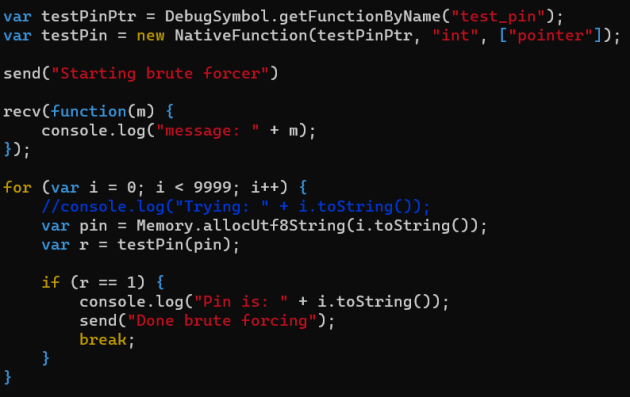 var testPinPtr = DebugSymbol.getFunctionByName("test_pin");
var testPin = new NativeFunction(testPinPtr, "int", ["pointer"]);

send("Starting brute forcer")

recv(function(m) {
    console.log("message: " + m);
});

for (var i = 0; i < 9999; i++) {
    //console.log("Trying: " + i.toString());
    var pin = Memory.allocUtf8String(i.toString());
    var r = testPin(pin);

    if (r == 1) {
        console.log("Pin is: " + i.toString());
        send("Done brute forcing");
        break;
    }
}